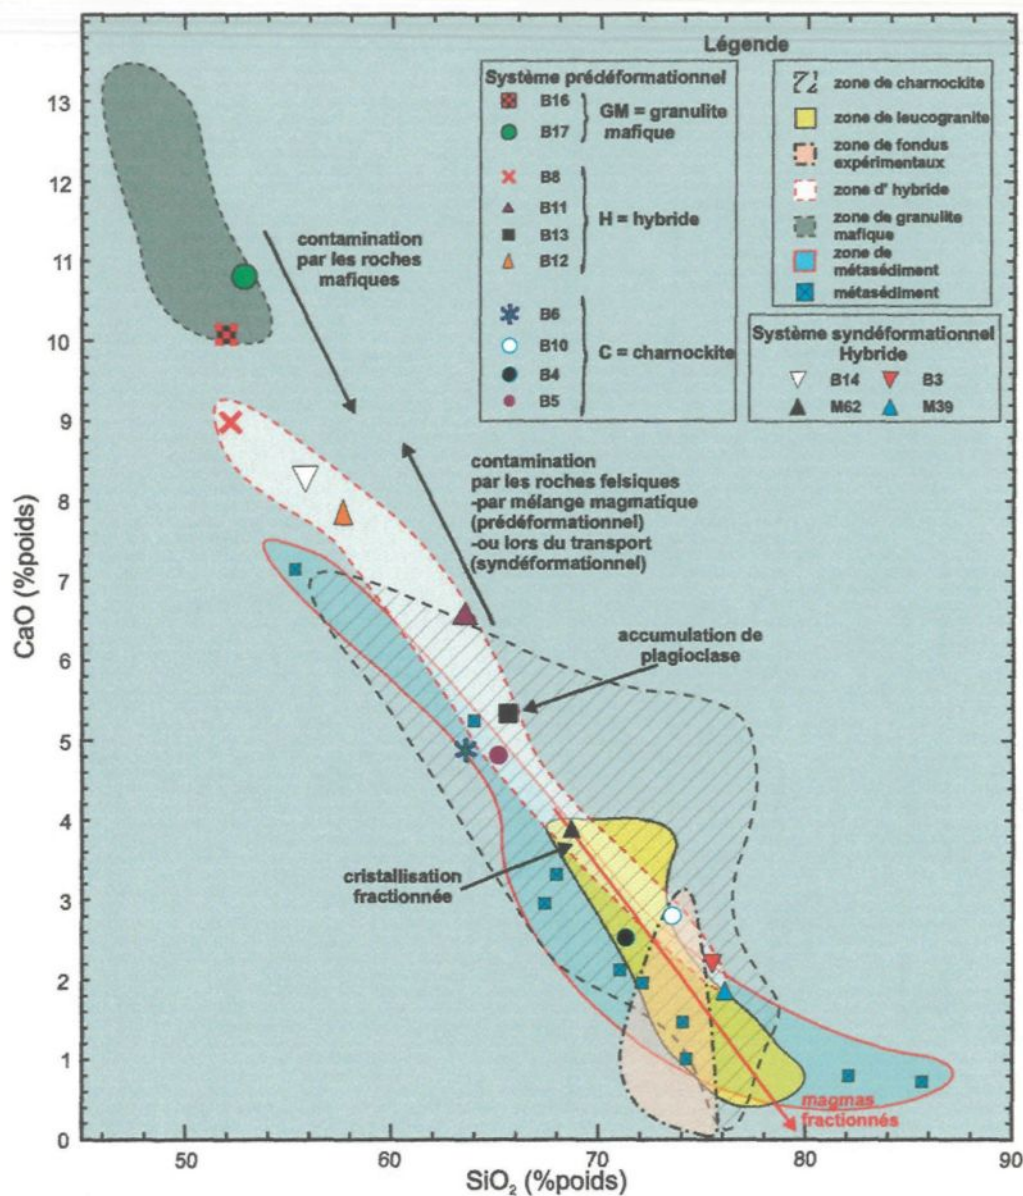 Légende
Système prédéformationnel
B16
B17
GM = granulite
mafique
B8
B11
B13
B12
H = hybride
B6
B10
B4
B5
C = charnockite
zone de charnockite
zone de leucogranite
zone de fondus
expérimentaux
zone d' hybride
zone de granulite
mafique
zone de
métasédiment
métasédiment
Système syndéformationnel
Hybride
B14
B3
M62
M39
contamination
par les roches
mafiques
contamination
par les roches felsiques
-par mélange magmatique
(prédéformationnel)
-ou lors du transport
(syndéformationnel)
accumulation de
plagioclase
cristallisation
fractionnée
magmas
fractionnés
CaO (%poids)
13
12
11
10
9
8
7
6
5
4
3
2
1
0
50
60
70
80
90
SiO₂ (%poids)